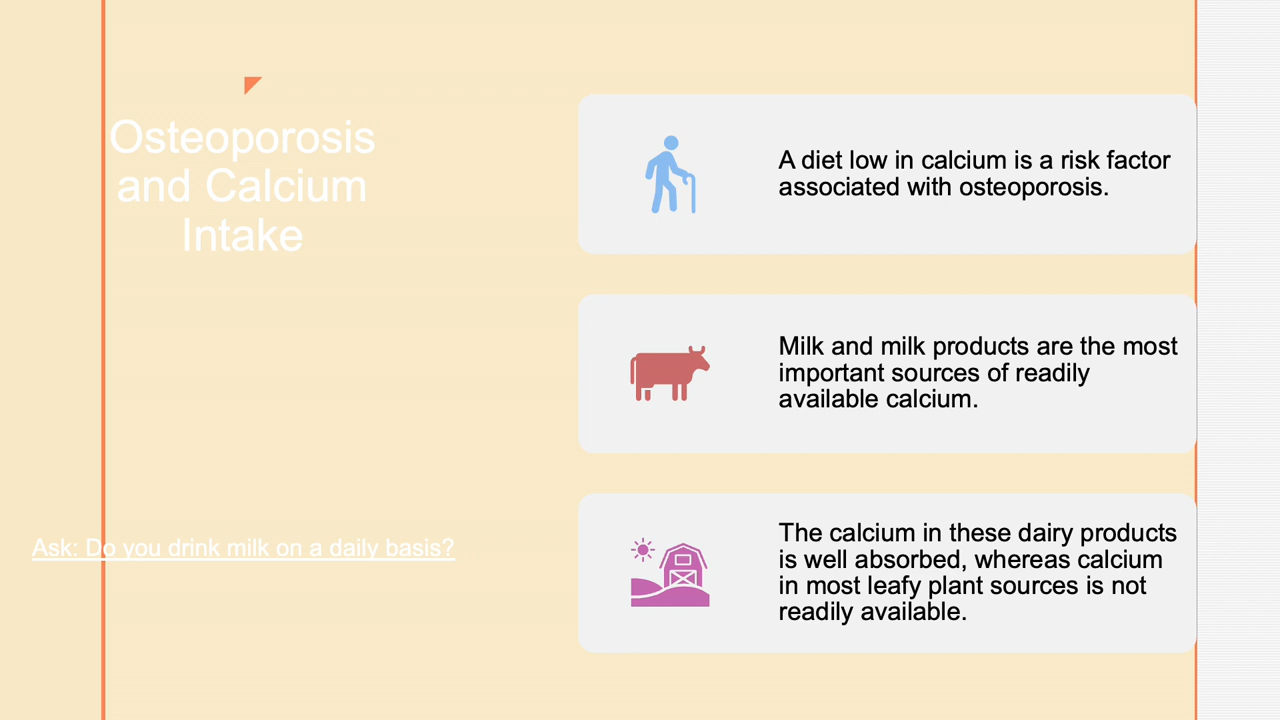 Osteoporosis
and Calcium
Intake
Ask: Do you drink milk on a daily basis?
A diet low in calcium is a risk factor
associated with osteoporosis.
Milk and milk products are the most
important sources of readily
available calcium.
The calcium in these dairy products
is well absorbed, whereas calcium
in most leafy plant sources is not
readily available.